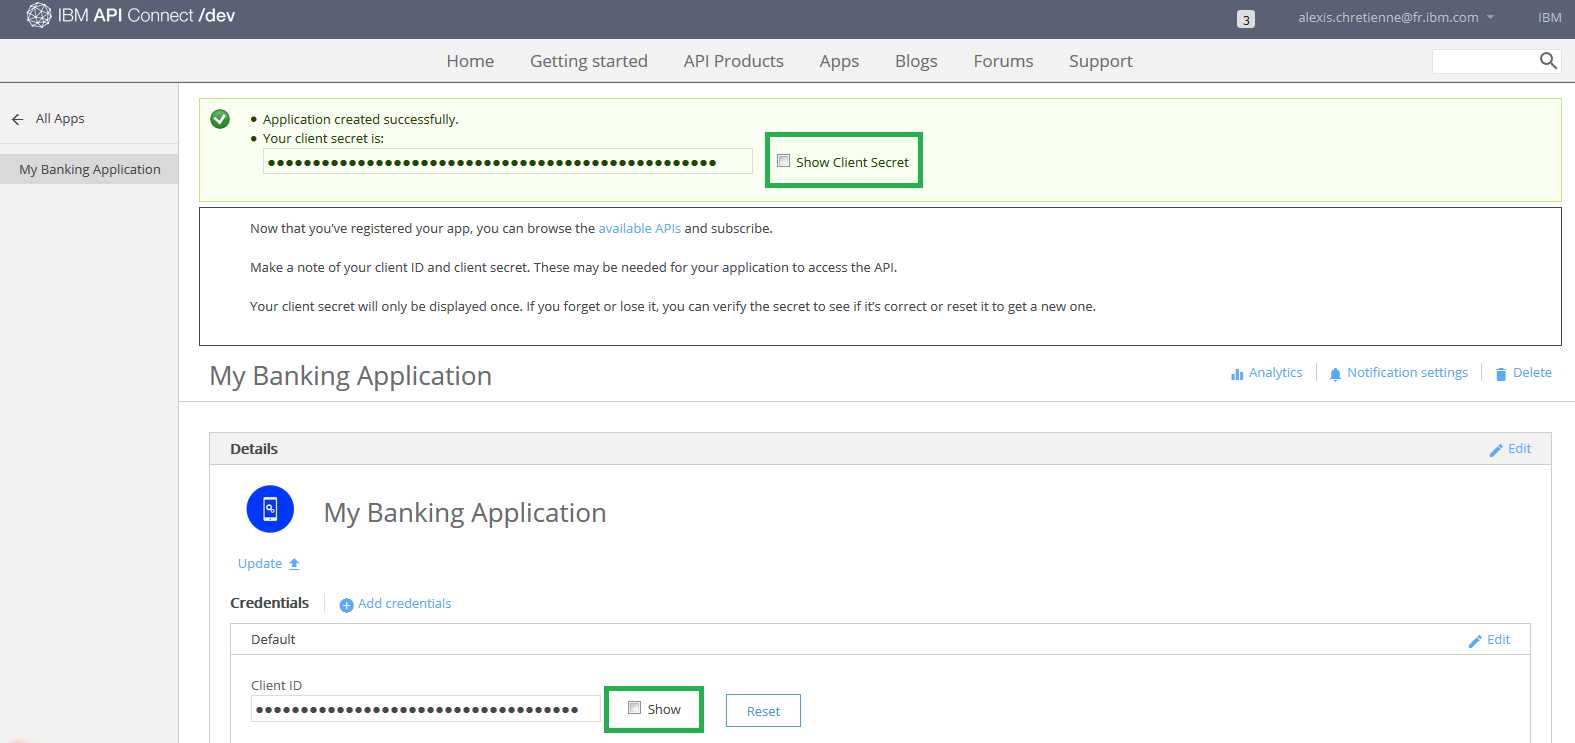 IBM API Connect /dev
3
alexis.chretienne@fr.ibm.com
IBM
Home Getting started API Products Apps Blogs Forums Support
All Apps
My Banking Application
Application created successfully.
Your client secret is:
Show Client Secret
Now that you've registered your app, you can browse the available APIs and subscribe.
Make a note of your client ID and client secret. These may be needed for your application to access the API.
Your client secret will only be displayed once. If you forget or lose it, you can verify the secret to see if it's correct or reset it to get a new one.
My Banking Application
Analytics
Notification settings
Delete
Details
Edit
My Banking Application
Update
Credentials
Add credentials
Default
Edit
Client ID
Show
Reset